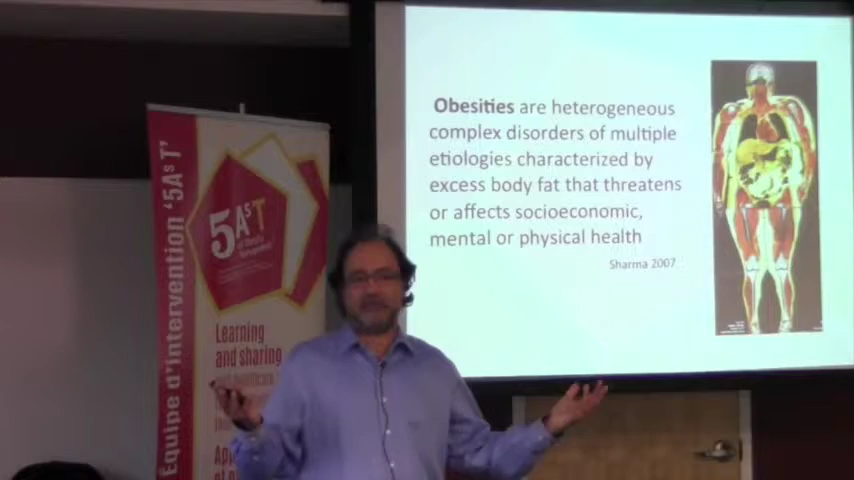 Obesities are heterogeneous
complex disorders of multiple
etiologies characterized by
excess body fat that threatens
or affects socioeconomic,
mental or physical health
Sharma 2007
Équipe d'intervention '5AˢT'
5AˢT
Learning
and sharing